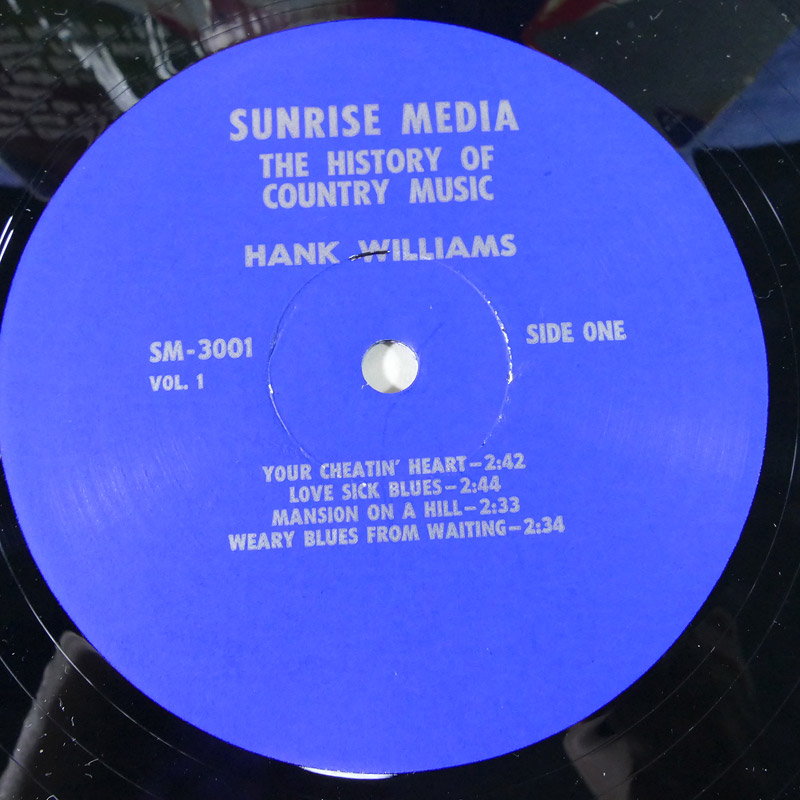 SUNRISE MEDIA
THE HISTORY OF
COUNTRY MUSIC
HANK WILLIAMS
SM-3001
SIDE ONE
VOL. 1
YOUR CHEATIN' HEART–2:42
LOVE SICK BLUES–2:44
MANSION ON A HILL–2:33
WEARY BLUES FROM WAITING–2:34